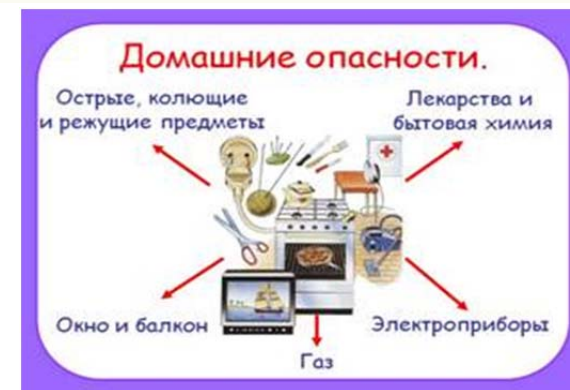 Домашние опасности.
Острые, колющие
и режущие предметы
Лекарства и
бытовая химия
Окно и балкон
Электроприборы
Газ